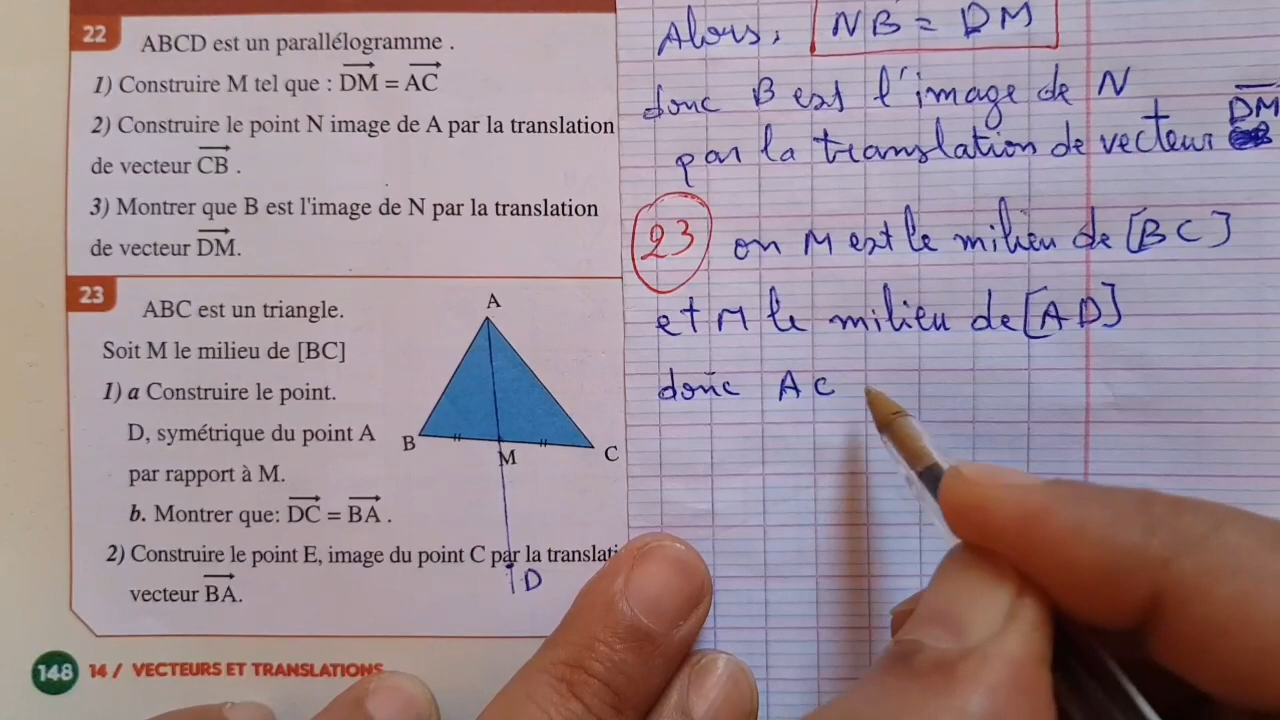 22
ABCD est un parallélogramme .
1) Construire M tel que : DM = AC
2) Construire le point N image de A par la translation
de vecteur CB .
3) Montrer que B est l'image de N par la translation
de vecteur DM.
23
ABC est un triangle.
Soit M le milieu de [BC]
1) a Construire le point.
D, symétrique du point A
par rapport à M.
b. Montrer que: DC = BA .
2) Construire le point E, image du point C par la translati
vecteur BA.
A
B
M
C
D
148 14 / VECTEURS ET TRANSLATIONS
Alors, NB = DM
donc B est l'image de N
par la translation de vecteur DM
23 on M est le milieu de [BC]
et M le milieu de [AD]
donc A C